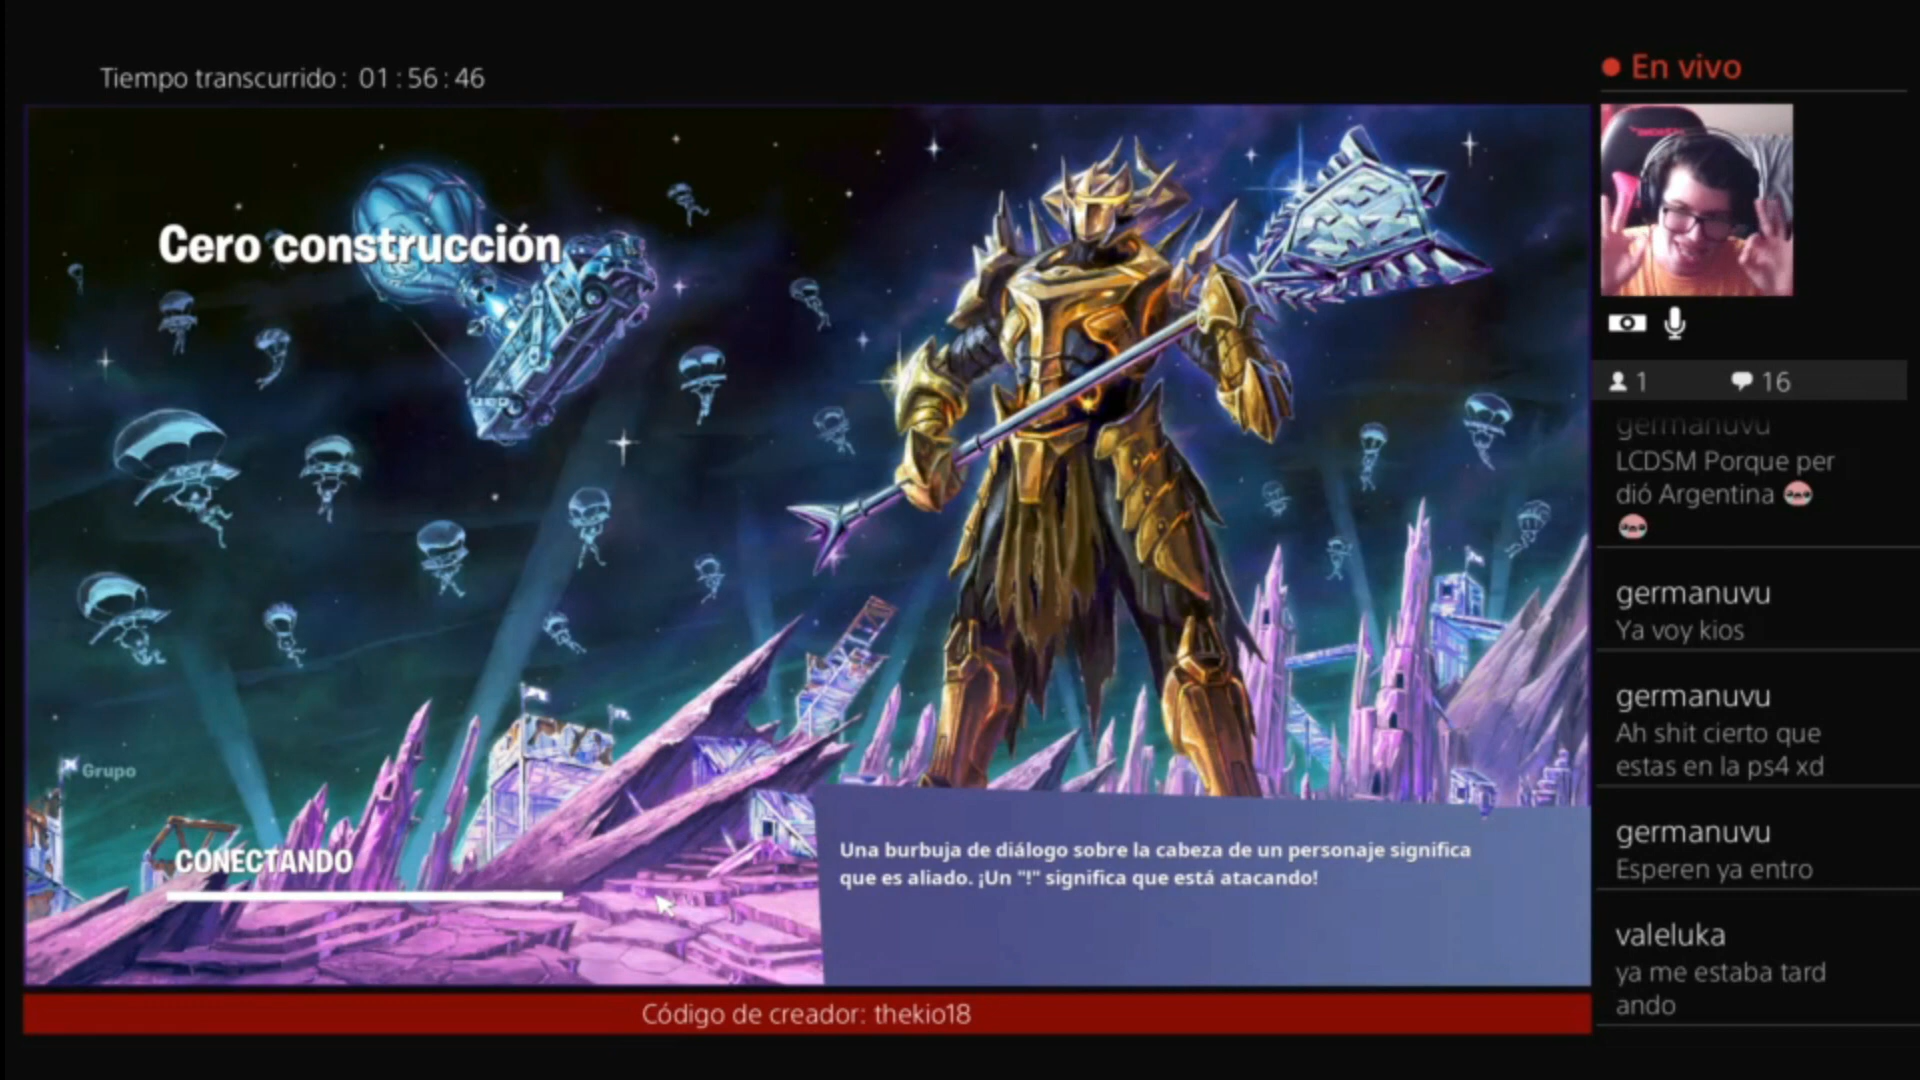 Tiempo transcurrido: 01:56:46
Cero construcción
Grupo
CONECTANDO
Una burbuja de diálogo sobre la cabeza de un personaje significa
que es aliado. ¡Un "!" significa que está atacando!
Código de creador: thekio18
En vivo
1
16
germanuvu
LCDSM Porque per
dió Argentina
germanuvu
Ya voy kios
germanuvu
Ah shit cierto que
estas en la ps4 xd
germanuvu
Esperen ya entro
valeluka
ya me estaba tard
ando